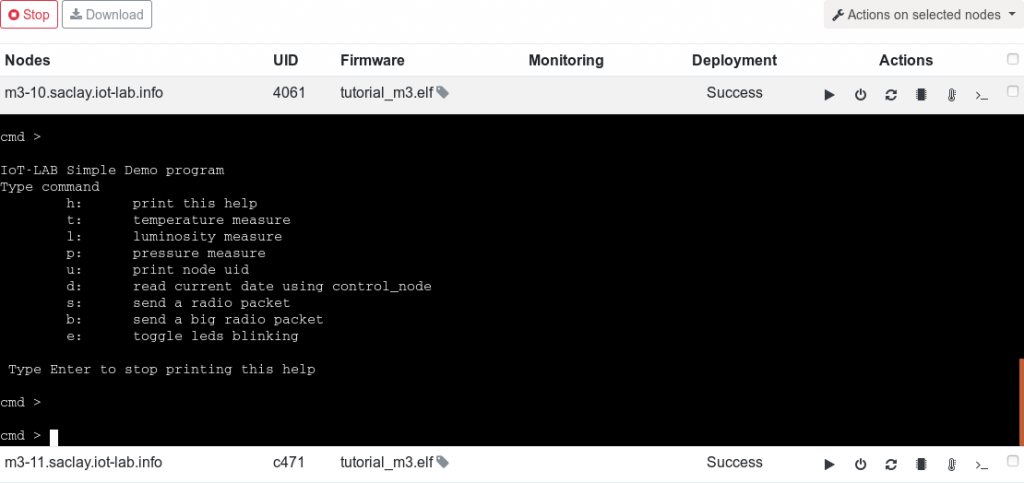 Stop Download Actions on selected nodes
Nodes UID Firmware Monitoring Deployment Actions
m3-10.saclay.iot-lab.info 4061 tutorial_m3.elf Success
cmd >
IoT-LAB Simple Demo program
Type command
h: print this help
t: temperature measure
l: luminosity measure
p: pressure measure
u: print node uid
d: read current date using control_node
s: send a radio packet
b: send a big radio packet
e: toggle leds blinking
Type Enter to stop printing this help
cmd >
cmd >
m3-11.saclay.iot-lab.info c471 tutorial_m3.elf Success